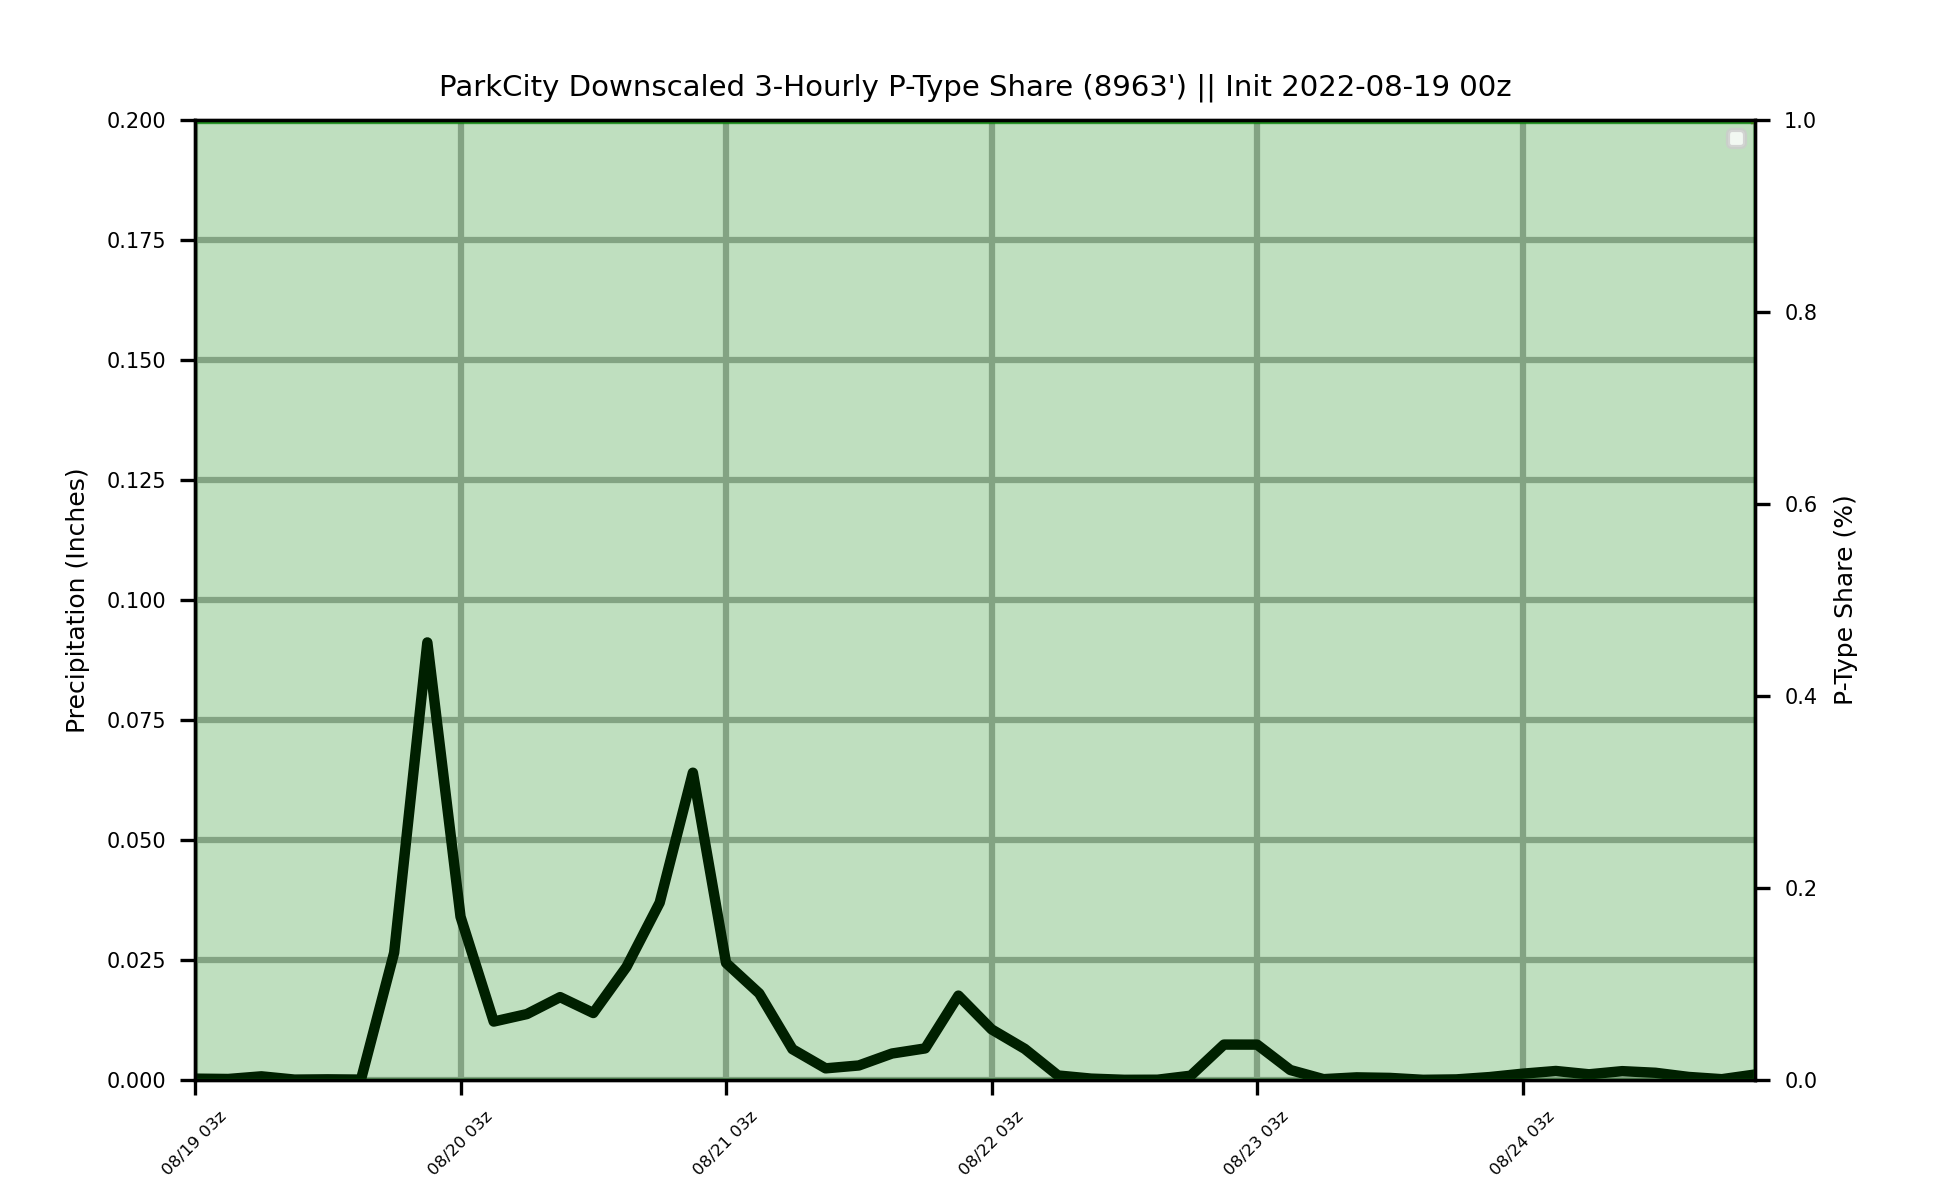 ParkCity Downscaled 3-Hourly P-Type Share (8963') || Init 2022-08-19 00z
0.200
0.175
0.150
0.125
0.100
0.075
0.050
0.025
0.000
Precipitation (Inches)
1.0
0.8
0.6
0.4
0.2
0.0
P-Type Share (%)
08/19 03z
08/20 03z
08/21 03z
08/22 03z
08/23 03z
08/24 03z